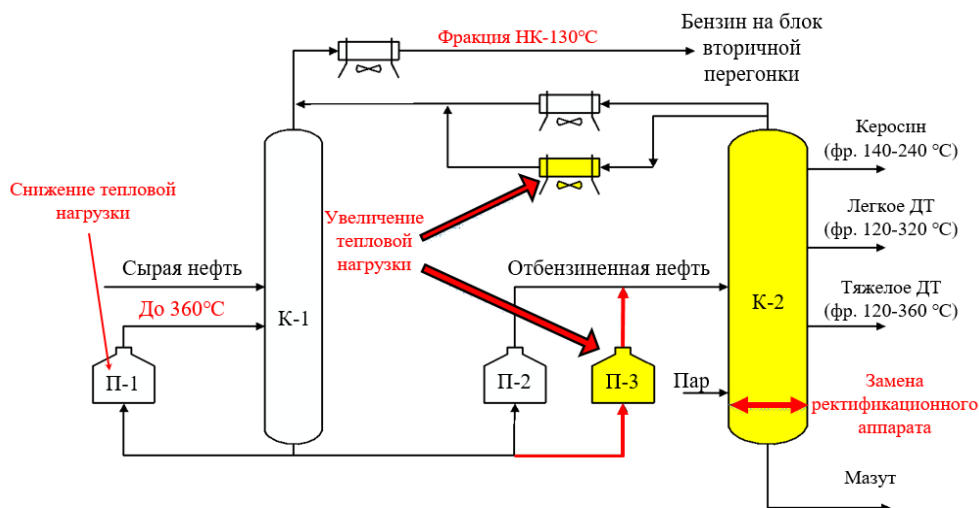 Фракция НК-130°С
Бензин на блок
вторичной
перегонки
Керосин
(фр. 140-240 °С)
Снижение тепловой
нагрузки
Увеличение
тепловой
нагрузки
Легкое ДТ
(фр. 120-320 °С)
Сырая нефть
Отбензиненная нефть
До 360°С
К-1
К-2
Тяжелое ДТ
(фр. 120-360 °С)
П-1
П-2
П-3
Пар
Замена
ректификационного
аппарата
Мазут